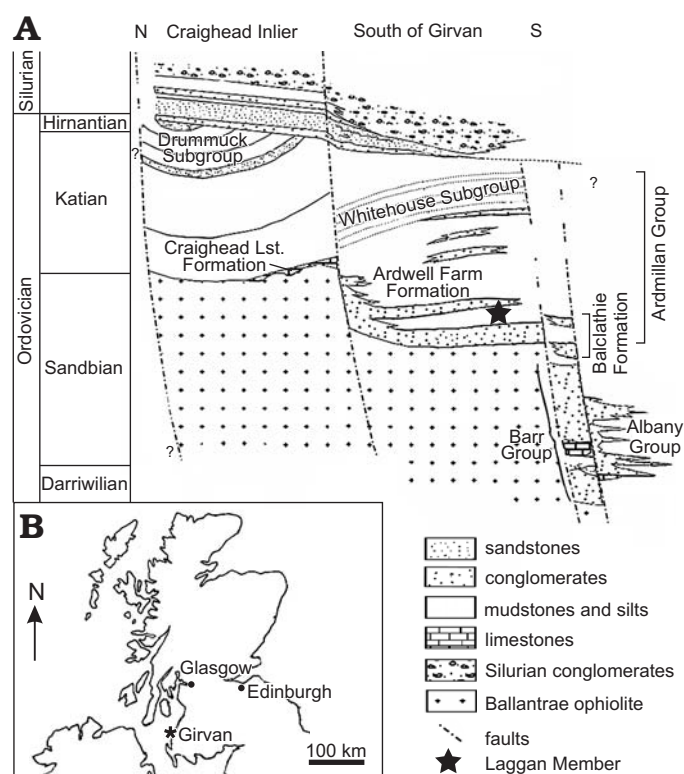 A
N Craighead Inlier South of Girvan S
Silurian
Ordovician
Hirnantian
Katian
Sandbian
Darriwilian
?
Drummuck
Subgroup
Whitehouse Subgroup
?
Craighead Lst.
Formation
Ardwell Farm
Formation
Balclathie
Formation
Ardmillan Group
Barr
Group
Albany
Group
?
B
N
Glasgow
Edinburgh
Girvan
100 km
sandstones
conglomerates
mudstones and silts
limestones
Silurian conglomerates
Ballantrae ophiolite
faults
Laggan Member